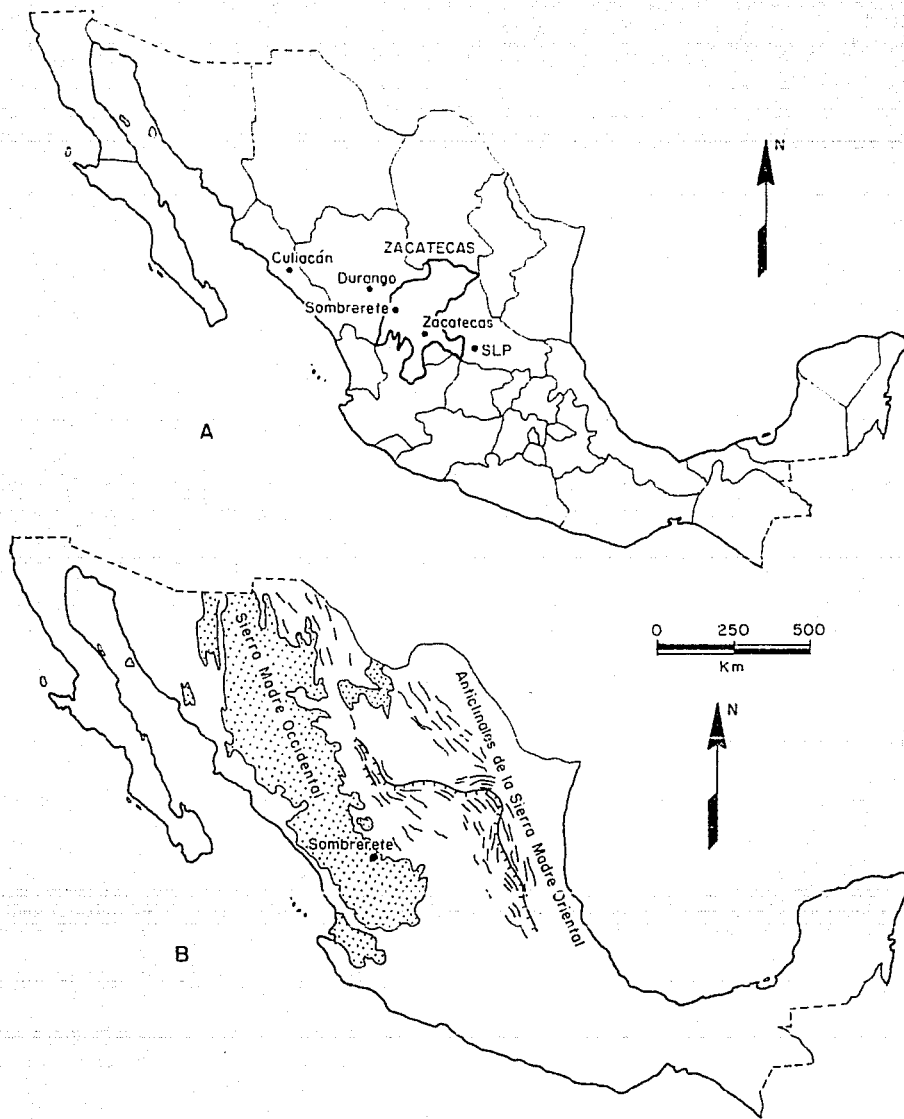 N
ZACATECAS
Culiacán
Durango
Sombrerete
Zacatecas
SLP
A
0 250 500
Km
N
Sierra Madre Occidental
Anticlinales de la Sierra Madre Oriental
Sombrerete
B